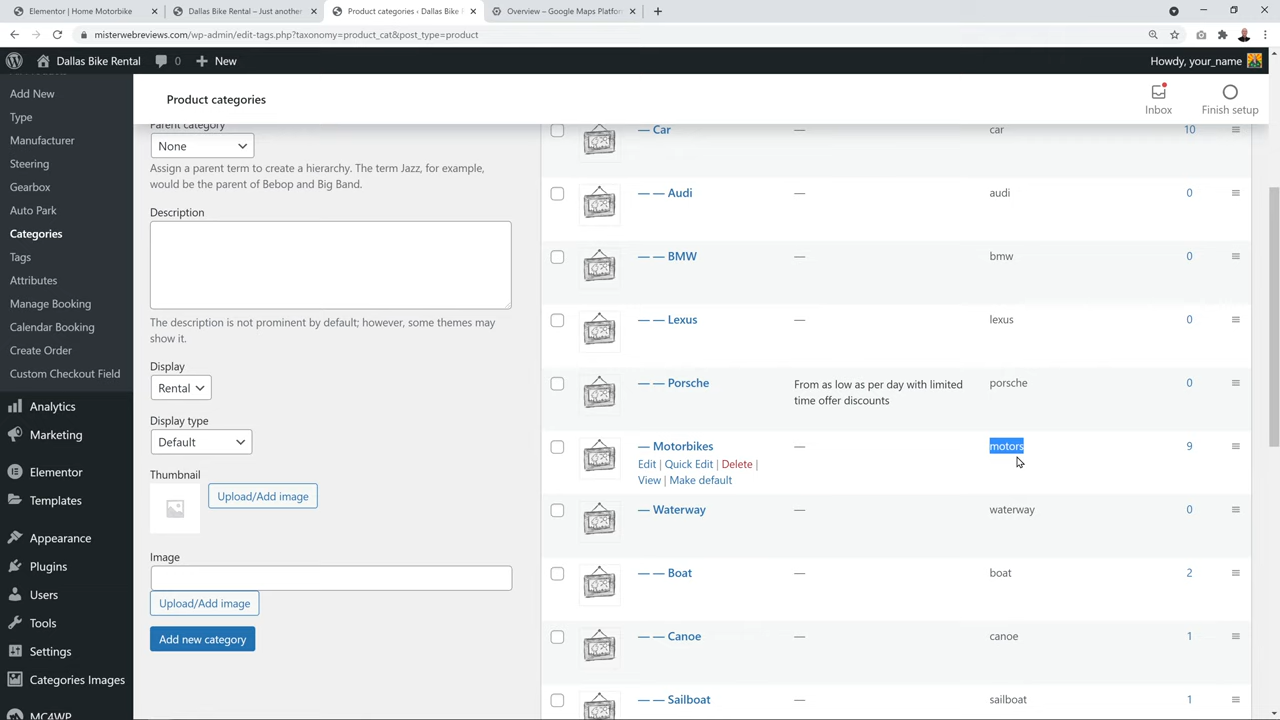 Elementor | Home Motorbike
Dallas Bike Rental – Just another
Product categories ‹ Dallas Bike
Overview – Google Maps Platfor
misterwebreviews.com/wp-admin/edit-tags.php?taxonomy=product_cat&post_type=product
Dallas Bike Rental
0
New
Howdy, your_name
Product categories
Inbox
Finish setup
Add New
Type
Manufacturer
Steering
Gearbox
Auto Park
Categories
Tags
Attributes
Manage Booking
Calendar Booking
Create Order
Custom Checkout Field
Analytics
Marketing
Elementor
Templates
Appearance
Plugins
Users
Tools
Settings
Categories Images
MC4WP
Parent category
None
Assign a parent term to create a hierarchy. The term Jazz, for example,
would be the parent of Bebop and Big Band.
Description
The description is not prominent by default; however, some themes may
show it.
Display
Rental
Display type
Default
Thumbnail
Upload/Add image
Image
Upload/Add image
Add new category
— Car — car 10
— — Audi — audi 0
— — BMW — bmw 0
— — Lexus — lexus 0
— — Porsche From as low as per day with limited porsche 0
time offer discounts
— Motorbikes — motors 9
Edit | Quick Edit | Delete |
View | Make default
— Waterway — waterway 0
— — Boat — boat 2
— — Canoe — canoe 1
— — Sailboat — sailboat 1